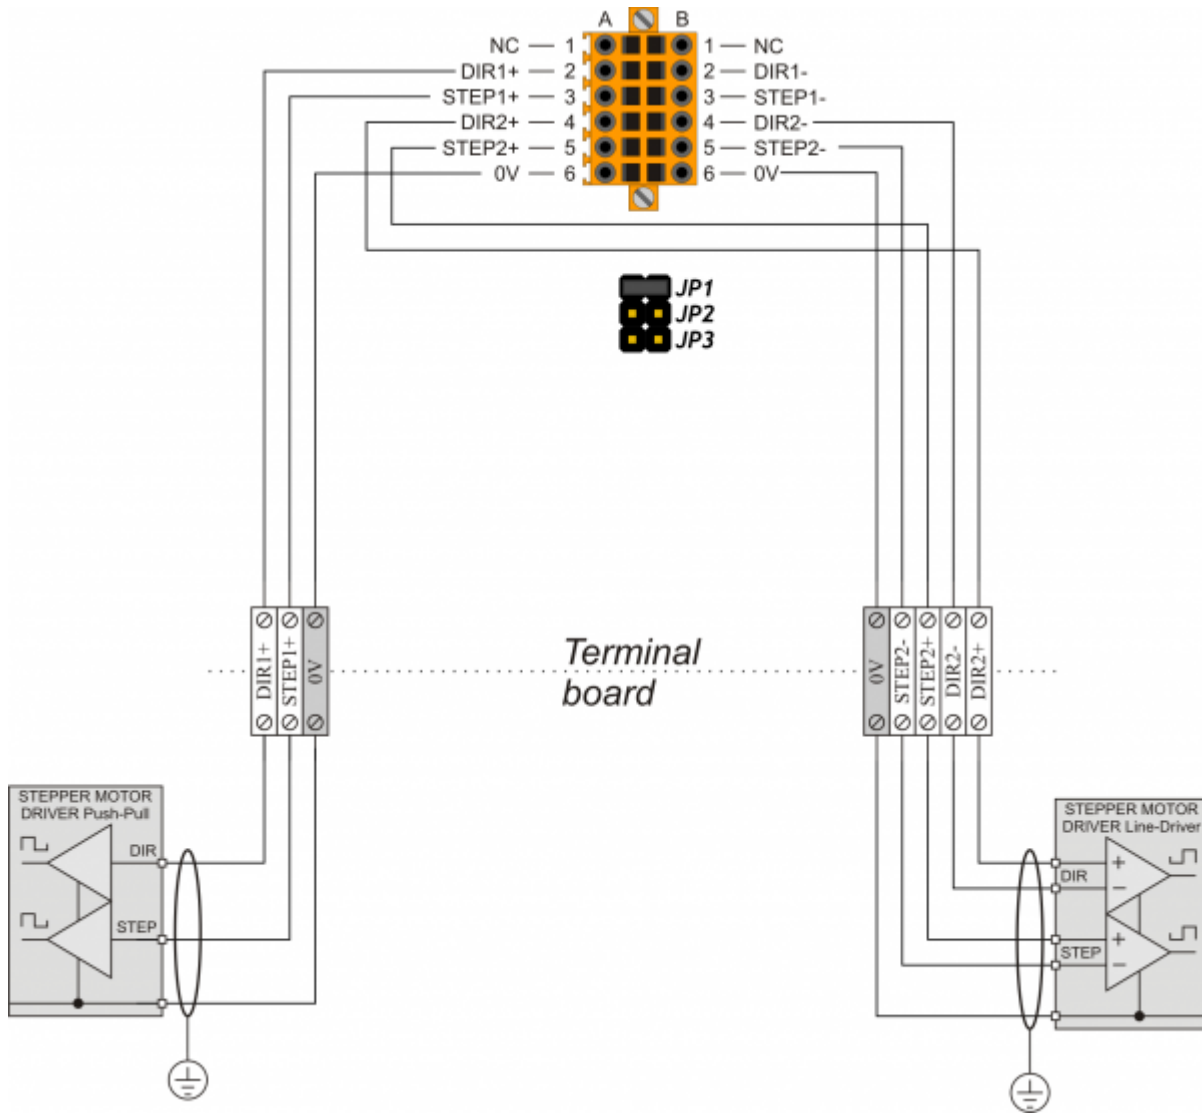 A B
NC 1 1 NC
DIR1+ 2 2 DIR1-
STEP1+ 3 3 STEP1-
DIR2+ 4 4 DIR2-
STEP2+ 5 5 STEP2-
0V 6 6 0V
JP1
JP2
JP3
DIR1+
STEP1+
0V
Terminal
board
0V
STEP2-
STEP2+
DIR2-
DIR2+
STEPPER MOTOR
DRIVER Push-Pull
DIR
STEP
STEPPER MOTOR
DRIVER Line-Driver
+
DIR
−
+
STEP
−